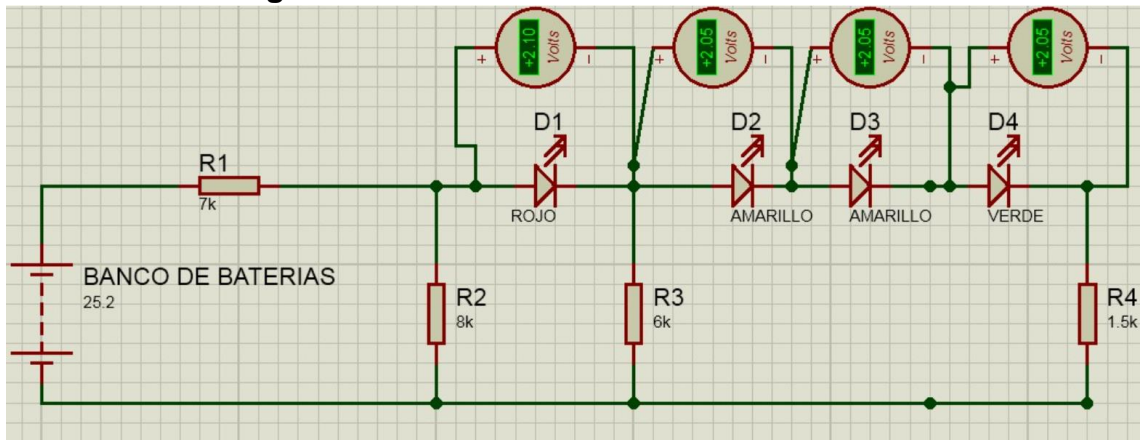 +2.10 Volts
+2.05 Volts
+2.05 Volts
+2.05 Volts
+ -
+ -
+ -
+ -
D1
D2
D3
D4
R1
7k
ROJO
AMARILLO
AMARILLO
VERDE
BANCO DE BATERIAS
25.2
R2
8k
R3
6k
R4
1.5k